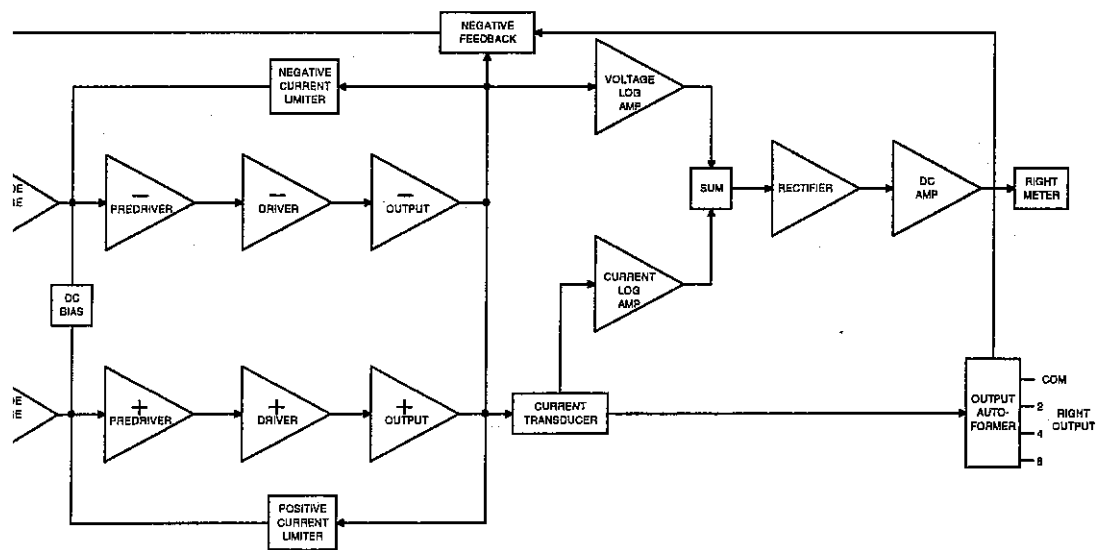 NEGATIVE
FEEDBACK
NEGATIVE
CURRENT
LIMITER
VOLTAGE
LOG
AMP
SUM
RECTIFIER
DC
AMP
RIGHT
METER
−
PREDRIVER
−
DRIVER
−
OUTPUT
CURRENT
LOG
AMP
DC
BIAS
+
PREDRIVER
+
DRIVER
+
OUTPUT
CURRENT
TRANSDUCER
OUTPUT
AUTO-
FORMER
COM
2
4
8
RIGHT
OUTPUT
POSITIVE
CURRENT
LIMITER